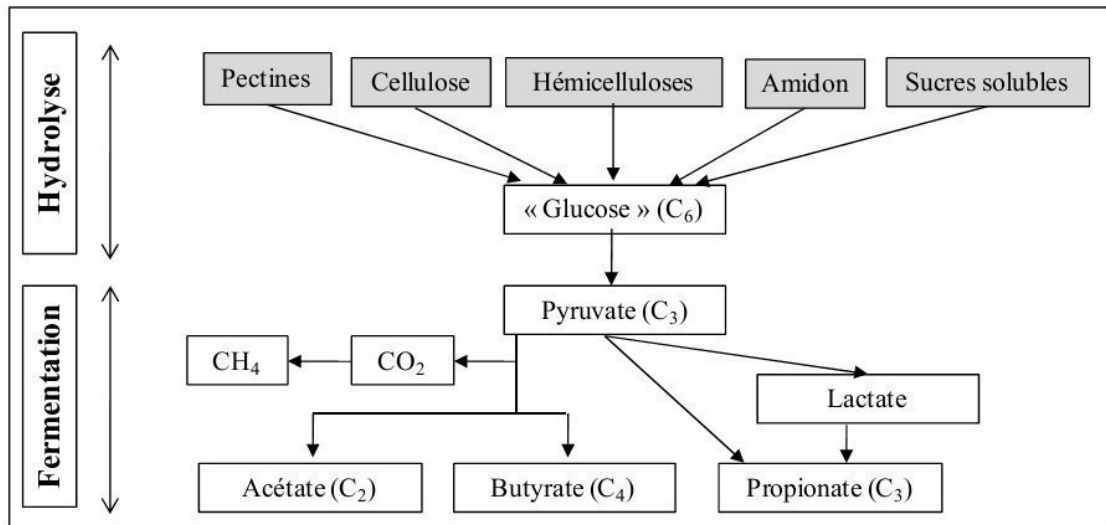 Hydrolyse
Pectines
Cellulose
Hémicelluloses
Amidon
Sucres solubles
« Glucose » (C₆)
Fermentation
Pyruvate (C₃)
CH₄
CO₂
Lactate
Acétate (C₂)
Butyrate (C₄)
Propionate (C₃)